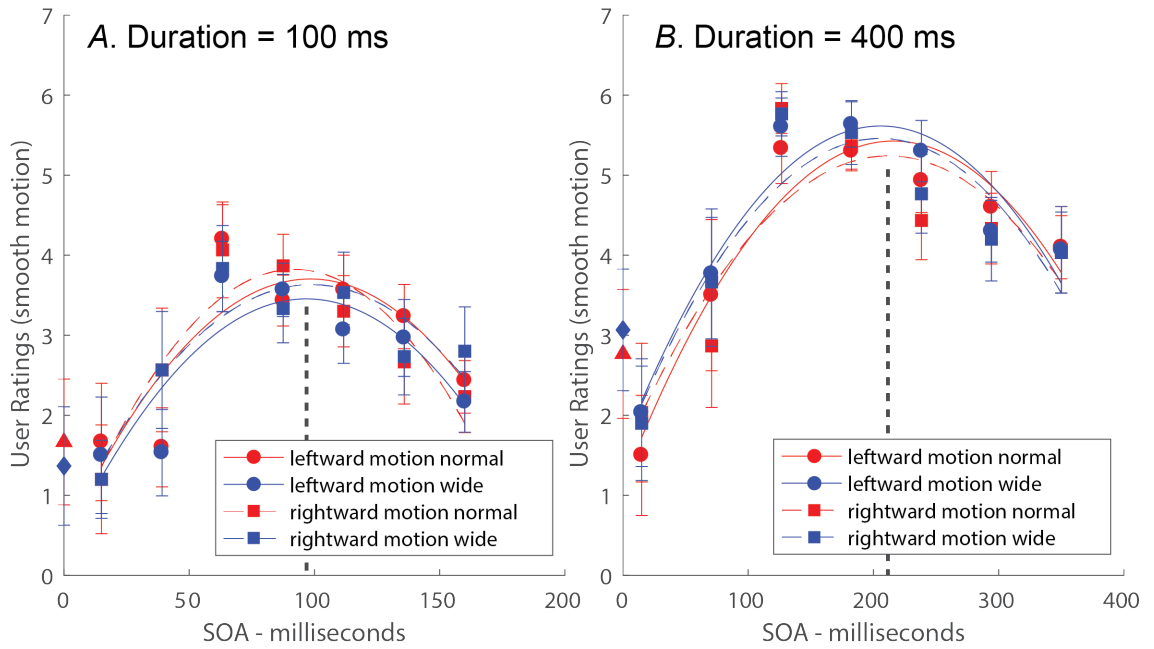 A. Duration = 100 ms
User Ratings (smooth motion)
7
6
5
4
3
2
1
0
leftward motion normal
leftward motion wide
rightward motion normal
rightward motion wide
0 50 100 150 200
SOA - milliseconds
B. Duration = 400 ms
User Ratings (smooth motion)
7
6
5
4
3
2
1
0
leftward motion normal
leftward motion wide
rightward motion normal
rightward motion wide
0 100 200 300 400
SOA - milliseconds